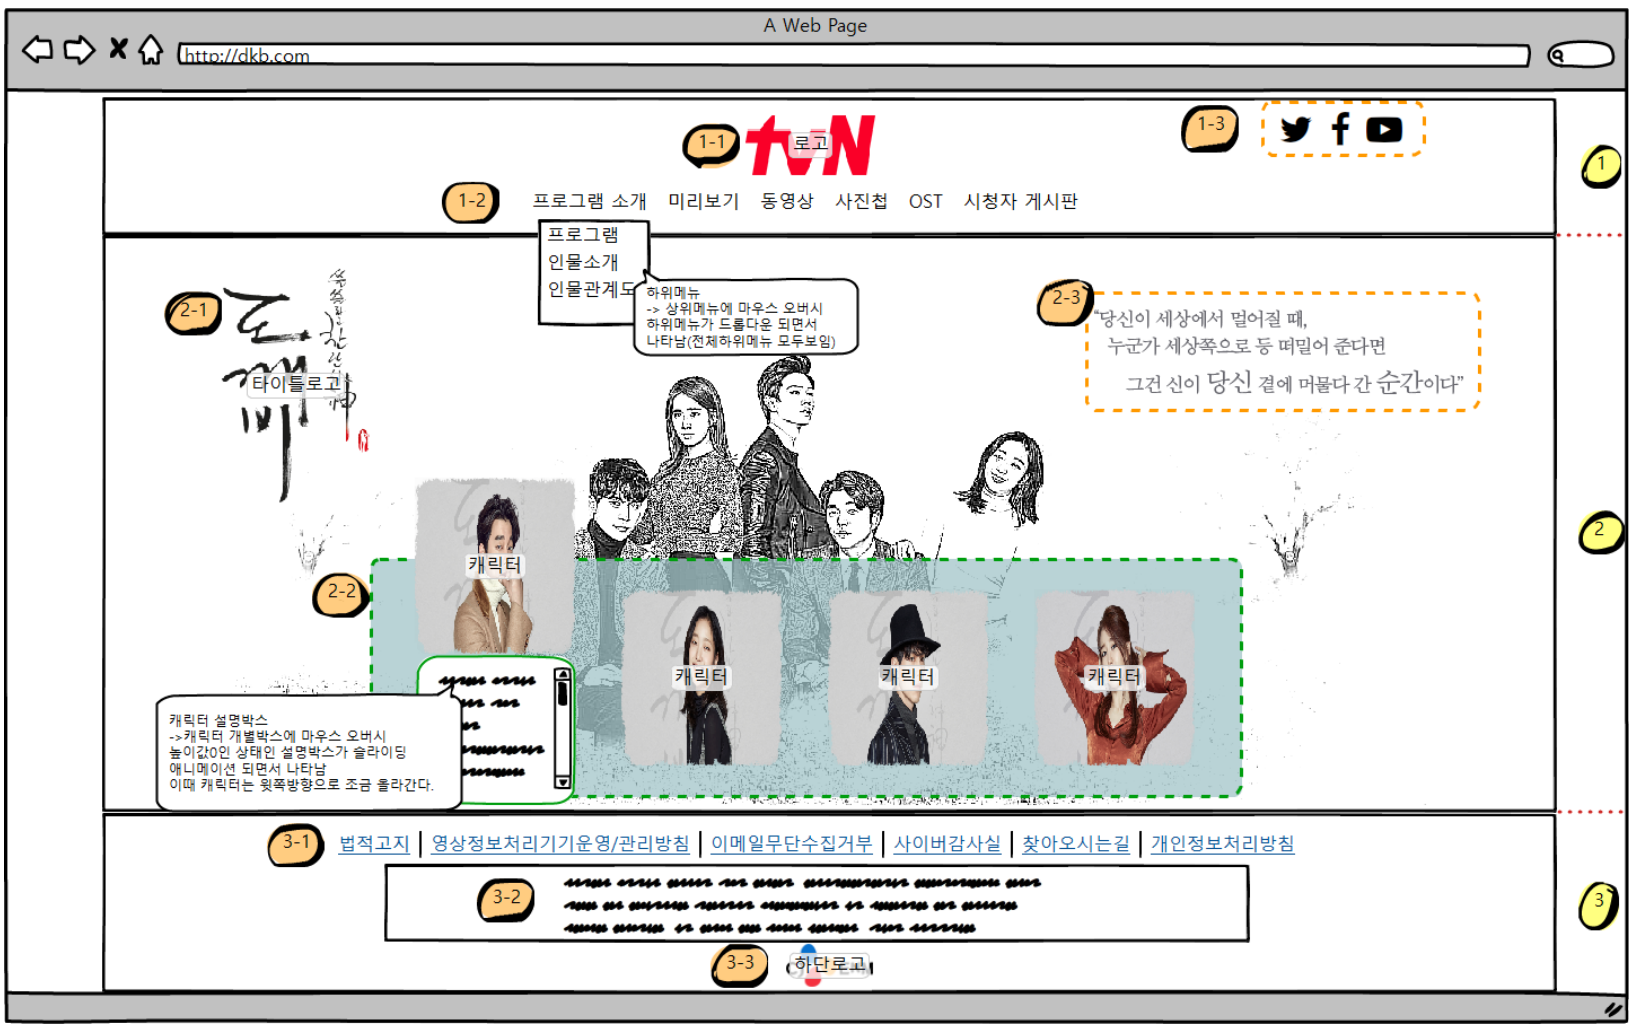 A Web Page
http://dkb.com
1-1
tvN
로고
1-3
1
1-2
프로그램 소개 미리보기 동영상 사진첩 OST 시청자 게시판
프로그램
인물소개
인물관계도
하위메뉴
-> 상위메뉴에 마우스 오버시
하위메뉴가 드롭다운 되면서
나타남(전체하위메뉴 모두보임)
2-1
도깨비
타이틀로고
2-3
“당신이 세상에서 멀어질 때,
누군가 세상쪽으로 등 떠밀어 준다면
그건 신이 당신 곁에 머물다 간 순간이다”
2
2-2
캐릭터
캐릭터
캐릭터
캐릭터
캐릭터 설명박스
->캐릭터 개별박스에 마우스 오버시
높이값0인 상태인 설명박스가 슬라이딩
애니메이션 되면서 나타남
이때 캐릭터는 윗쪽방향으로 조금 올라간다.
3-1
법적고지 | 영상정보처리기기운영/관리방침 | 이메일무단수집거부 | 사이버감사실 | 찾아오시는길 | 개인정보처리방침
3-2
3
3-3
하단로고